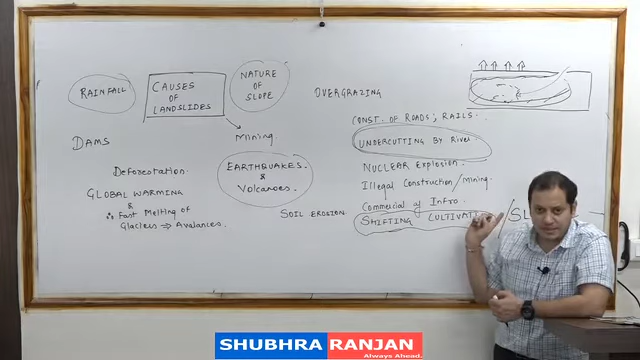 RAINFALL
CAUSES
OF
LANDSLIDES
NATURE
OF
SLOPE
OVERGRAZING
DAMS
Mining
CONST. OF ROADS, RAILS.
UNDERCUTTING By River
Deforestation
EARTHQUAKES
&
Volcanoes.
NUCLEAR Explosion.
Illegal Construction/Mining.
GLOBAL WARMING
&
∴ Fast Melting of
Glaciers ⇒ Avalances.
SOIL EROSION
Commercial of Infra.
SHIFTING
SHUBHRA RANJAN
Always Ahead.